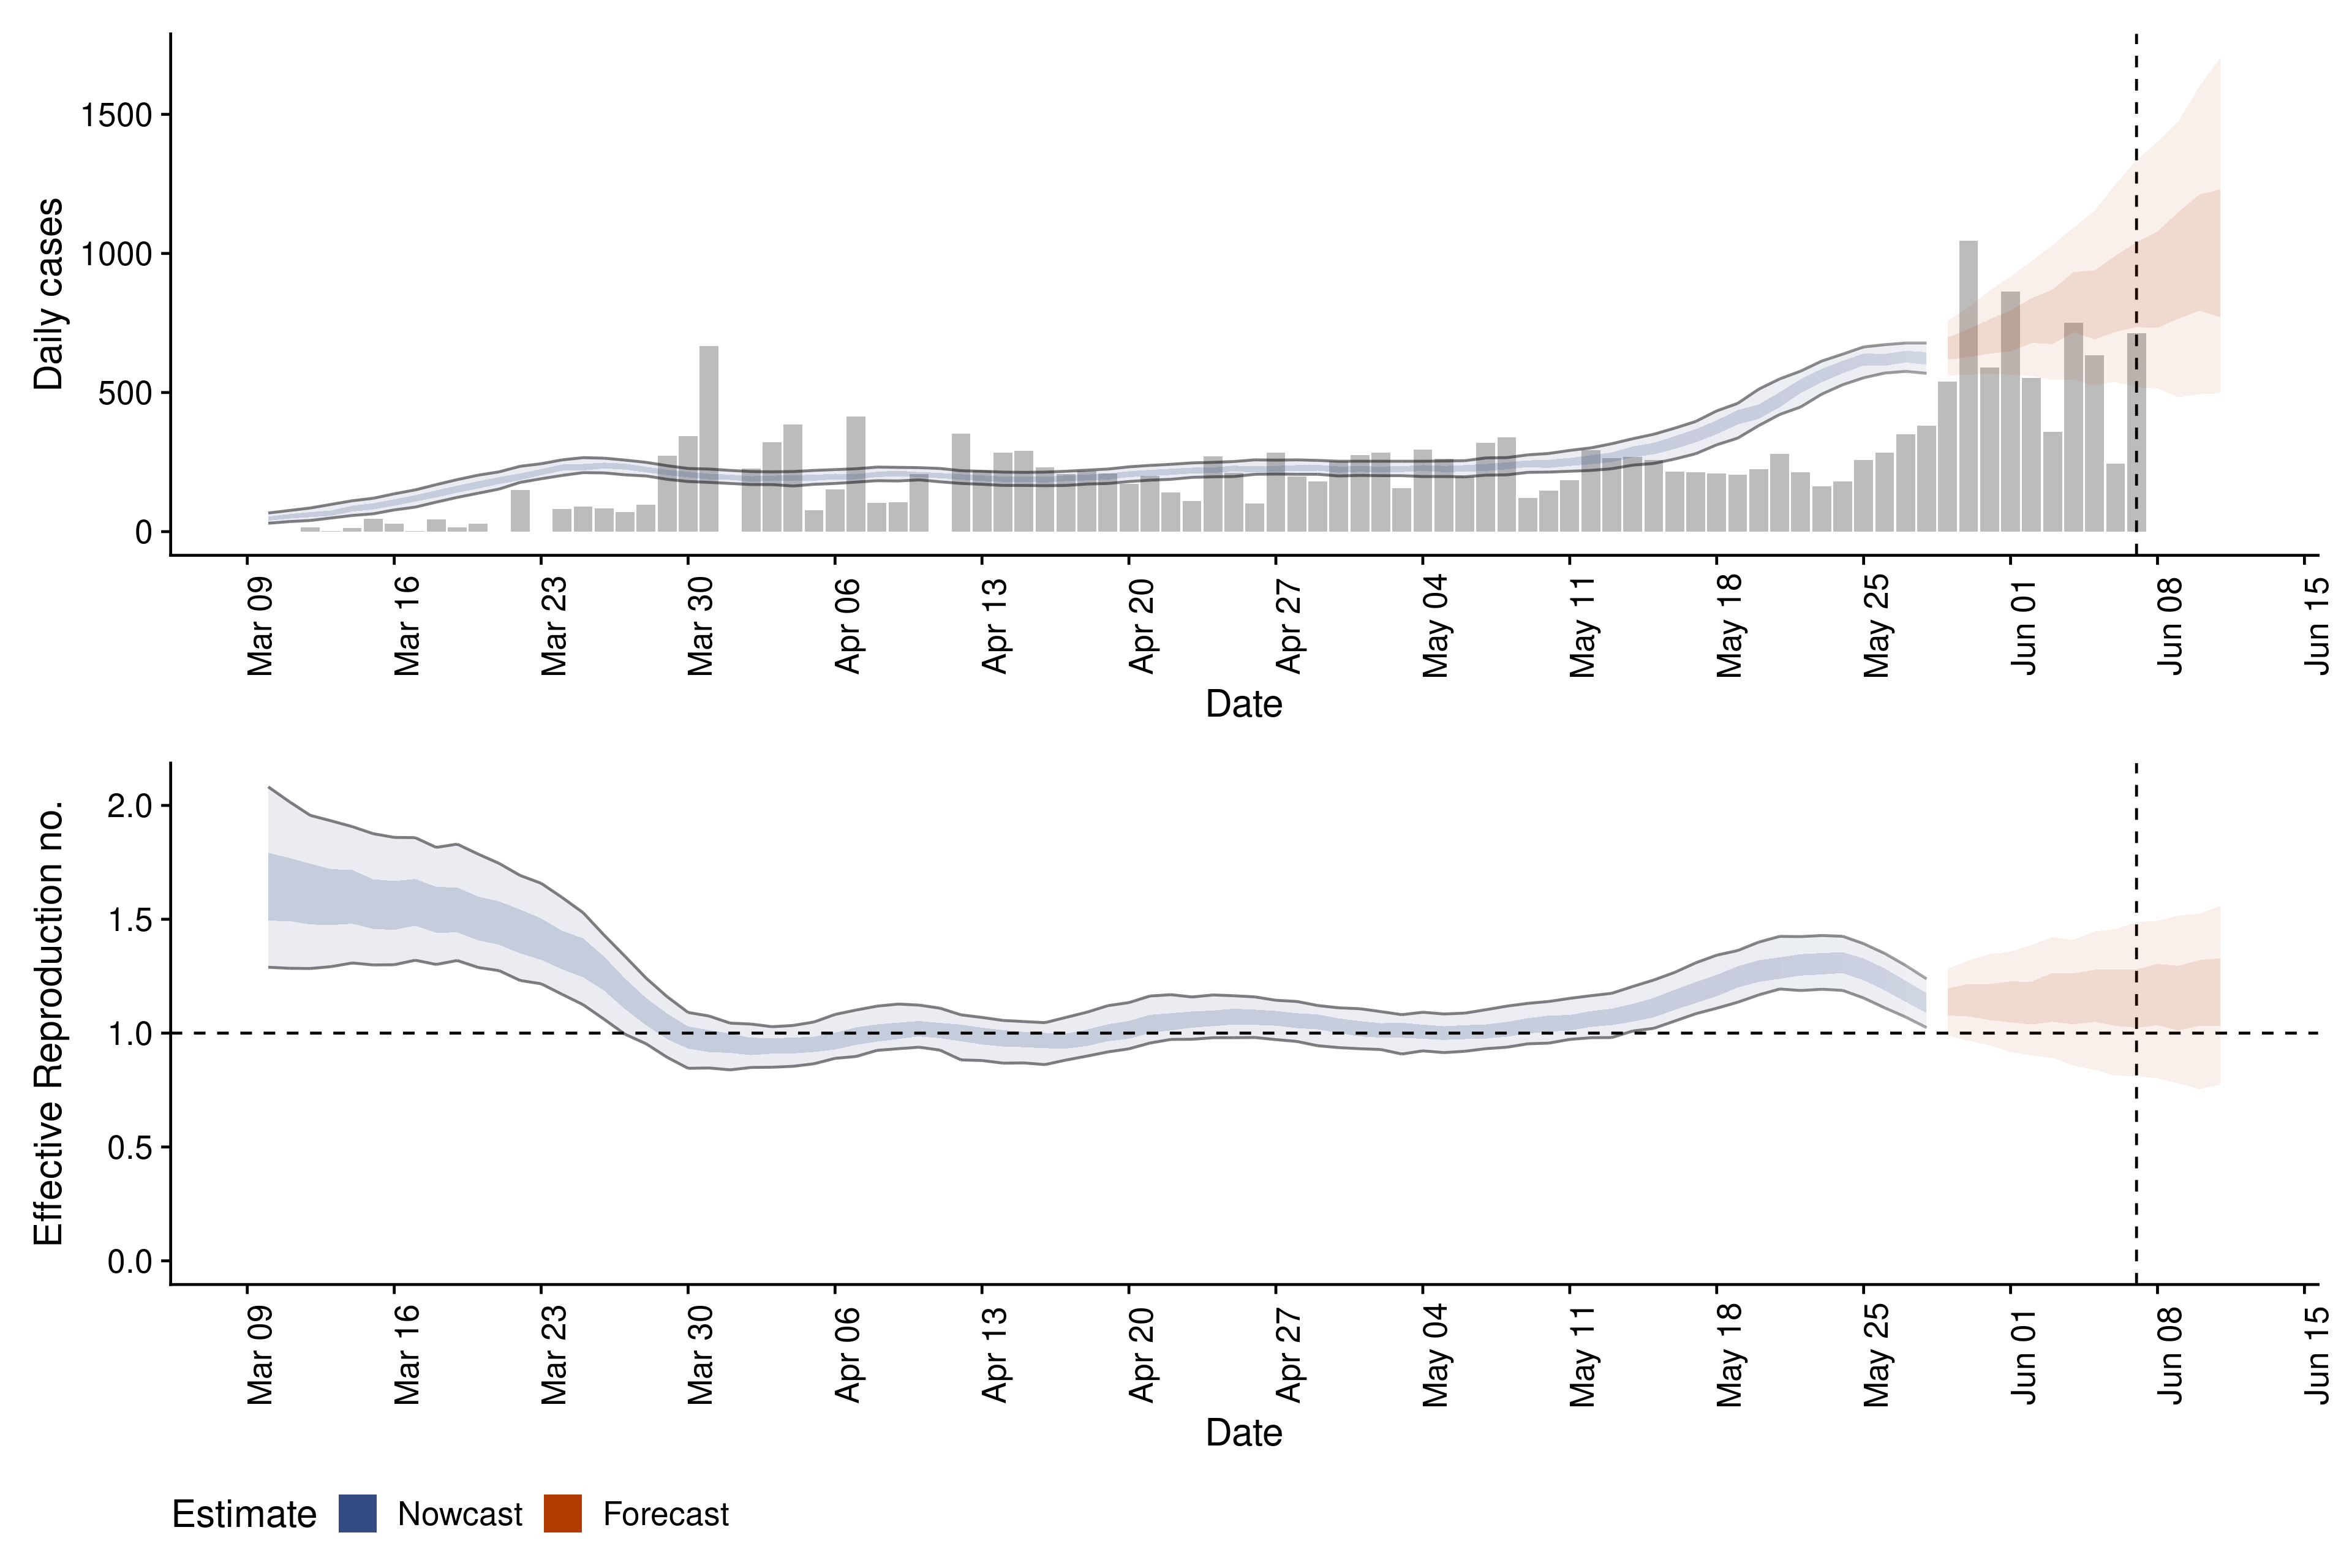 Daily cases
1500
1000
500
0
Mar 09
Mar 16
Mar 23
Mar 30
Apr 06
Apr 13
Apr 20
Apr 27
May 04
May 11
May 18
May 25
Jun 01
Jun 08
Jun 15
Date
Effective Reproduction no.
2.0
1.5
1.0
0.5
0.0
Mar 09
Mar 16
Mar 23
Mar 30
Apr 06
Apr 13
Apr 20
Apr 27
May 04
May 11
May 18
May 25
Jun 01
Jun 08
Jun 15
Date
Estimate Nowcast Forecast